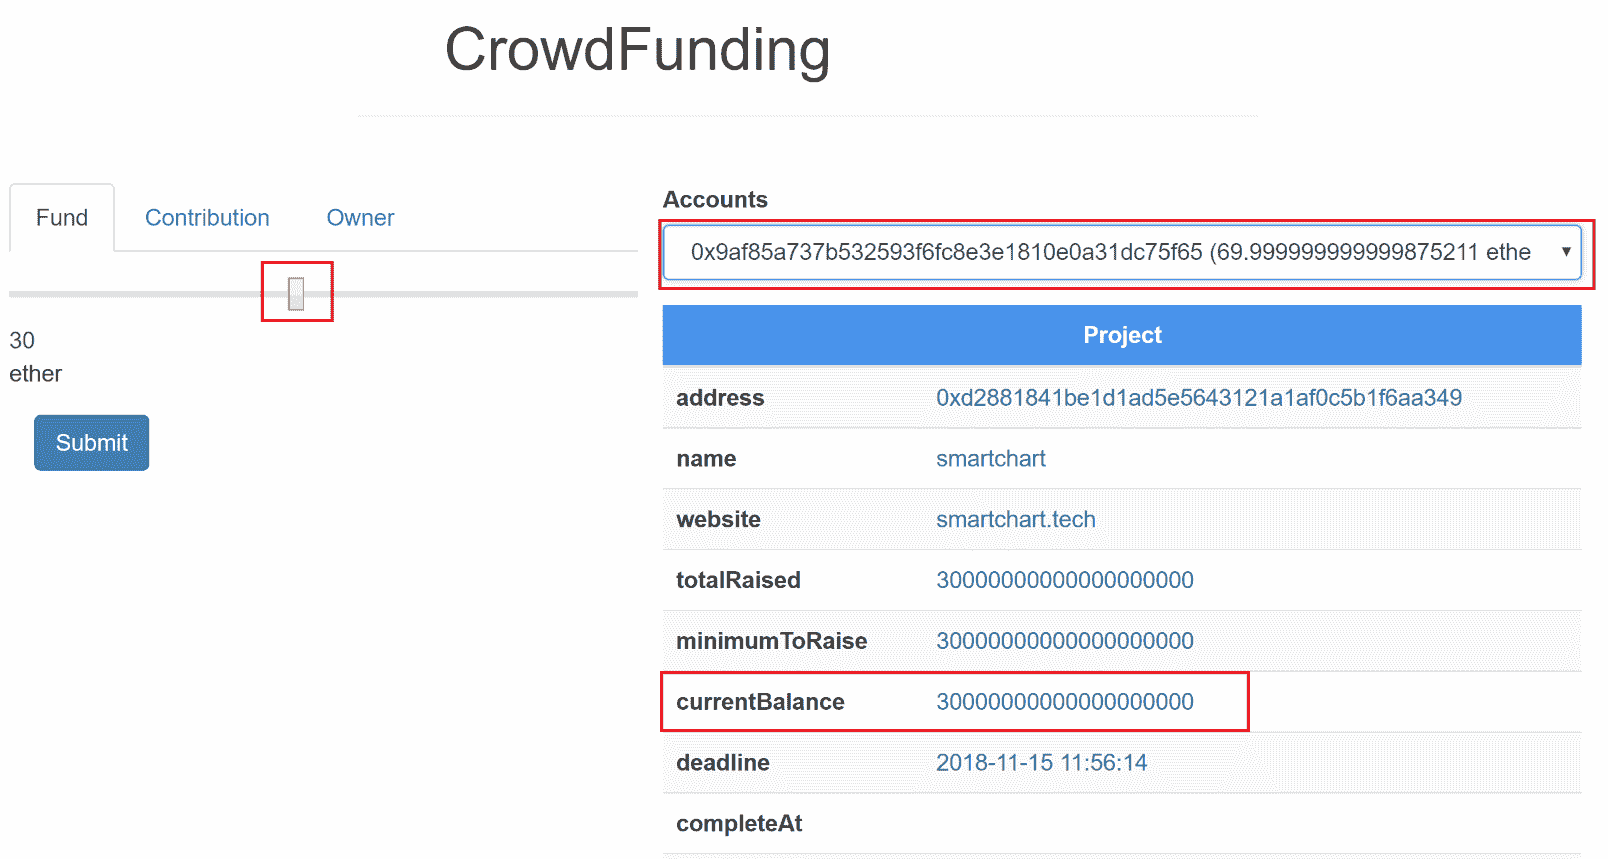 CrowdFunding
Fund Contribution Owner
30
ether
Submit
Accounts
0x9af85a737b532593f6fc8e3e1810e0a31dc75f65 (69.999999999999875211 ethe
Project
address 0xd2881841be1d1ad5e5643121a1af0c5b1f6aa349
name smartchart
website smartchart.tech
totalRaised 30000000000000000000
minimumToRaise 30000000000000000000
currentBalance 30000000000000000000
deadline 2018-11-15 11:56:14
completeAt